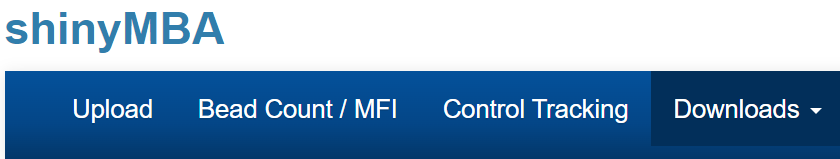 shinyMBA
Upload Bead Count / MFI Control Tracking Downloads